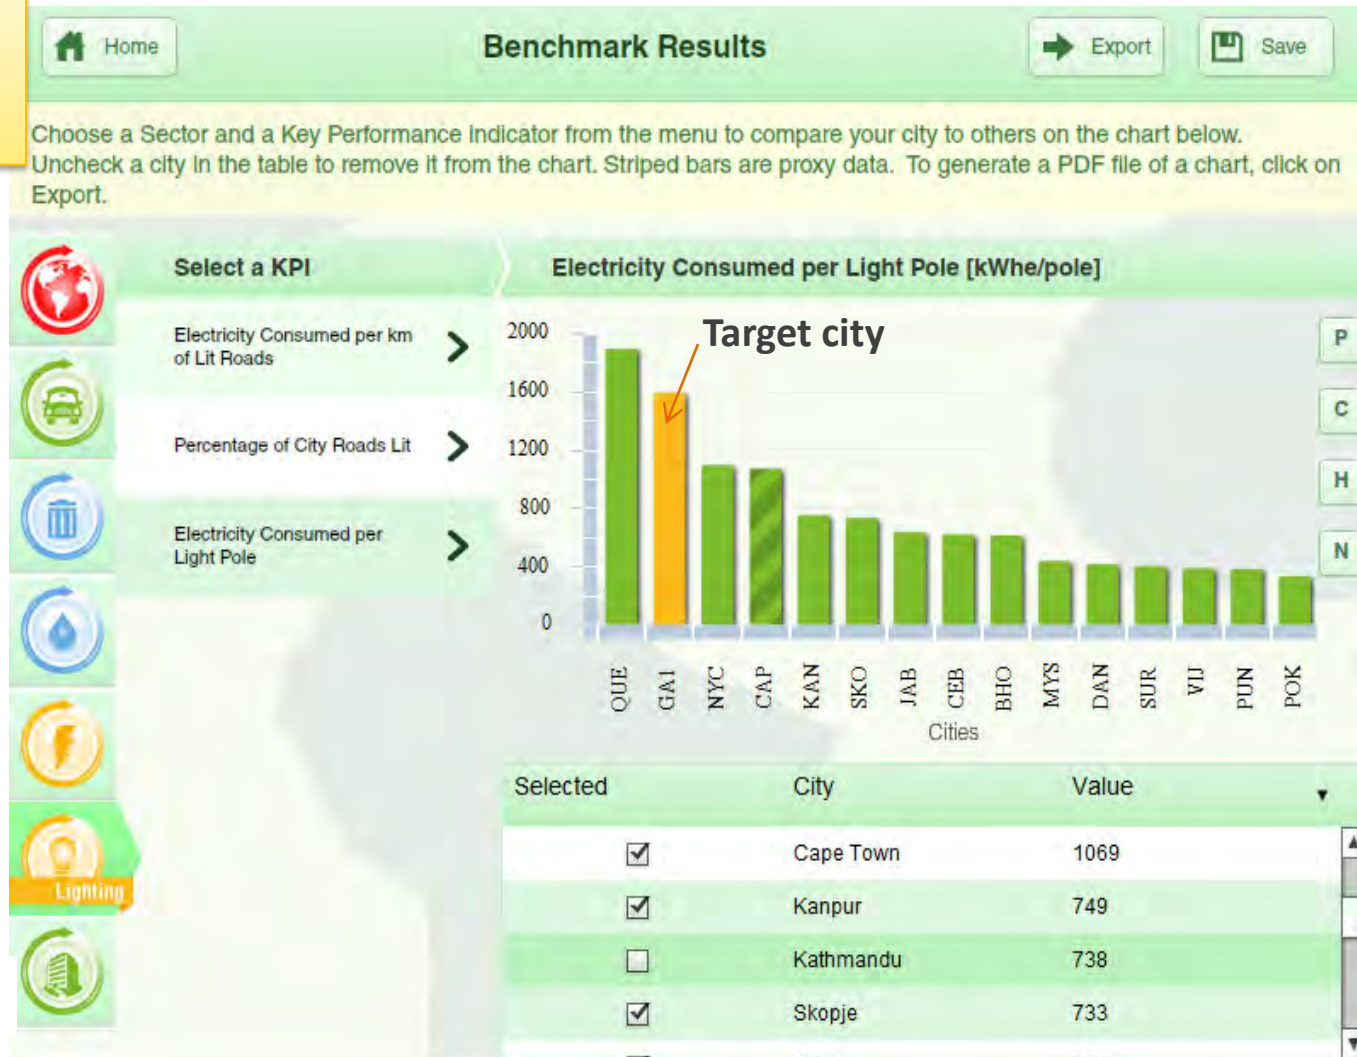 Home
Benchmark Results
Export
Save
Choose a Sector and a Key Performance Indicator from the menu to compare your city to others on the chart below.
Uncheck a city in the table to remove it from the chart. Striped bars are proxy data. To generate a PDF file of a chart, click on
Export.
Select a KPI
Electricity Consumed per Light Pole [kWhe/pole]
Electricity Consumed per km
of Lit Roads
Percentage of City Roads Lit
Electricity Consumed per
Light Pole
Lighting
Target city
2000
1600
1200
800
400
0
P
C
H
N
QUE
GA1
NYC
CAP
KAN
SKO
JAB
CEB
BHO
MYS
DAN
SUR
VIJ
PUN
POK
Cities
Selected City Value
Cape Town 1069
Kanpur 749
Kathmandu 738
Skopje 733